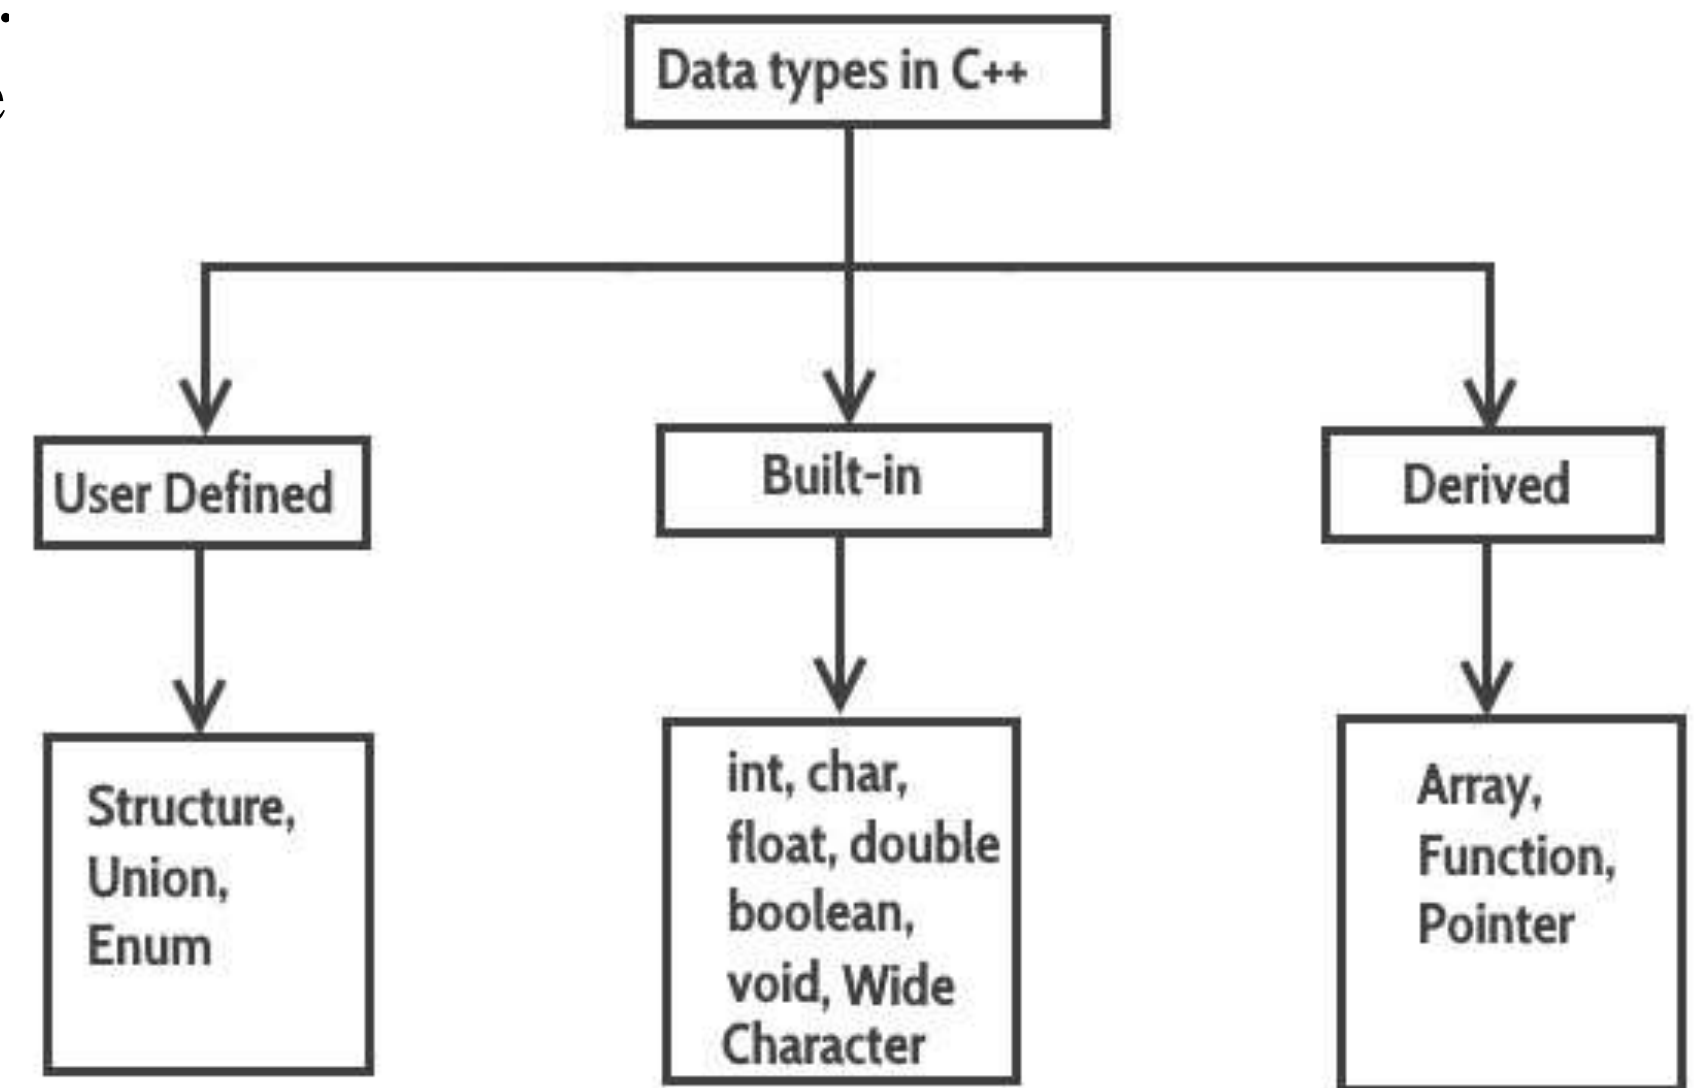 .
e
Data types in C++
User Defined
Built-in
Derived
Structure,
Union,
Enum
int, char,
float, double
boolean,
void, Wide
Character
Array,
Function,
Pointer